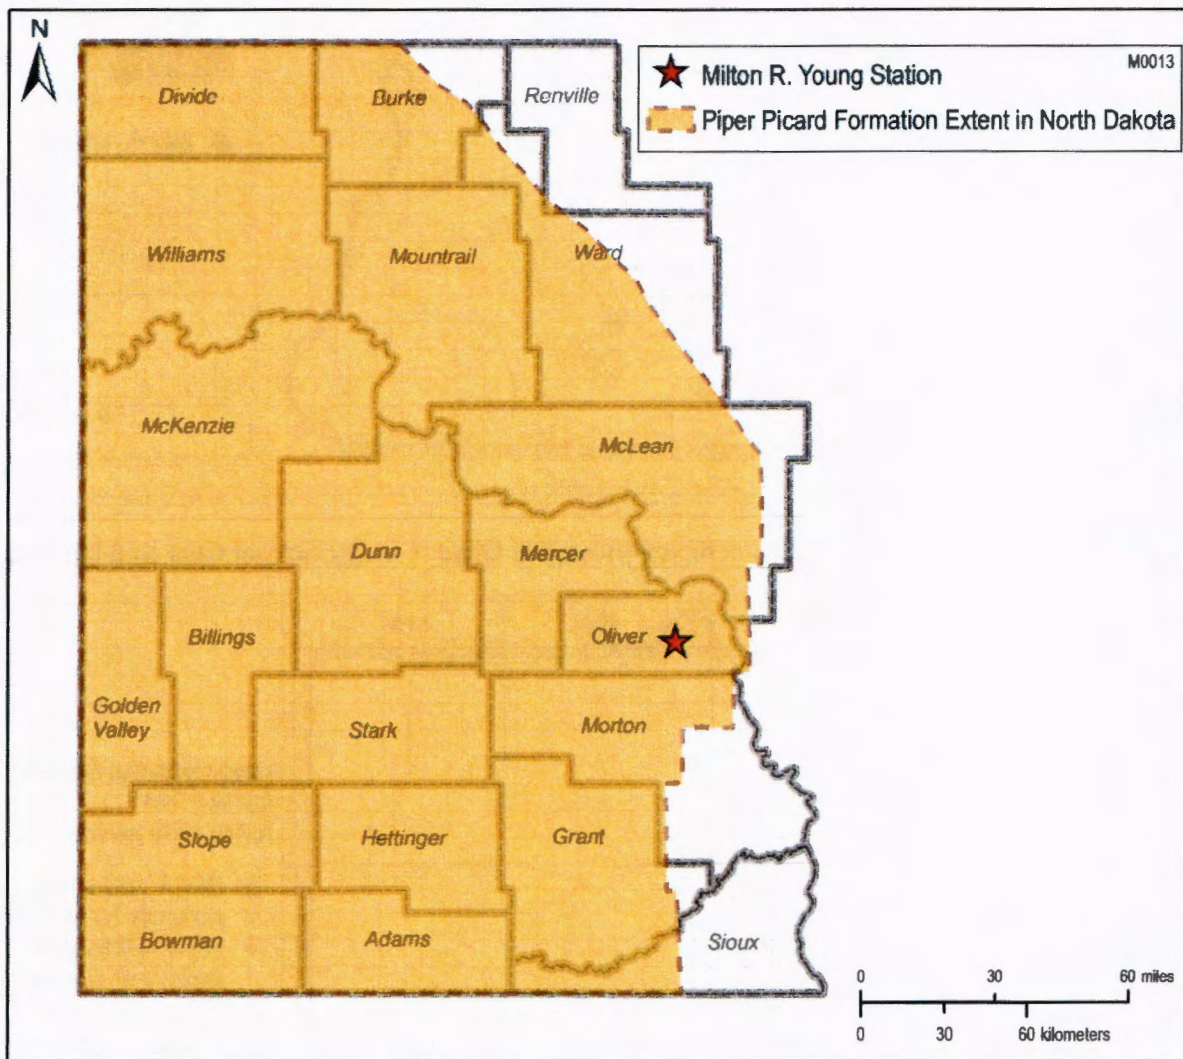 N
M0013
Milton R. Young Station
Piper Picard Formation Extent in North Dakota
Divide
Burke
Renville
Williams
Mountrail
Ward
McKenzie
McLean
Dunn
Mercer
Billings
Oliver
Golden
Valley
Stark
Morton
Slope
Hettinger
Grant
Bowman
Adams
Sioux
0 30 60 miles
0 30 60 kilometers